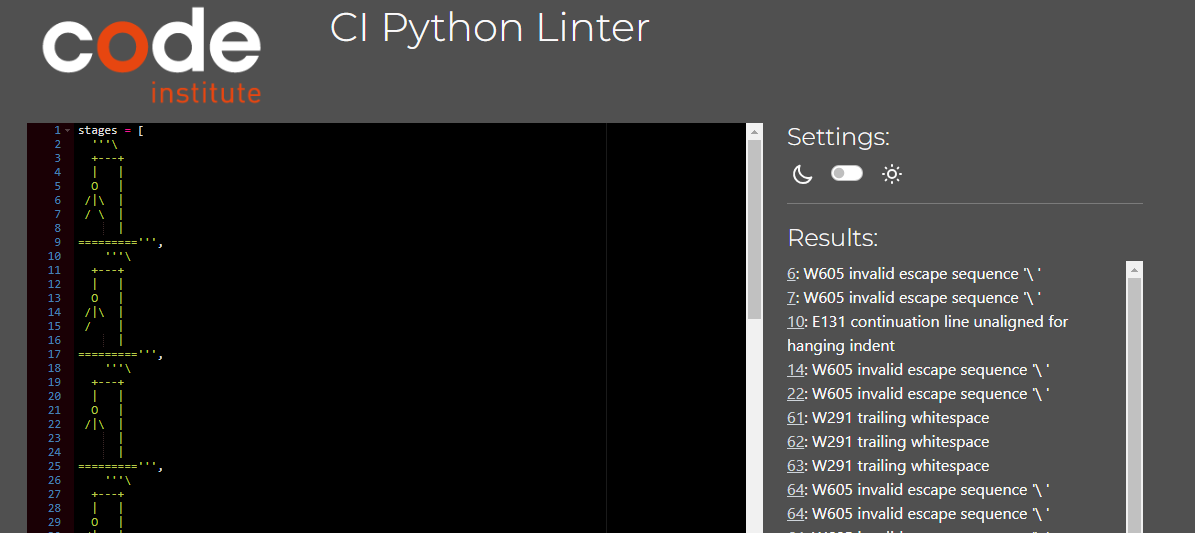 code
institute
CI Python Linter
1 stages = [
2   '''\
3   +---+
4   |   |
5   O   |
6  /|\  |
7  / \  |
8       |
9 =========''',
10     '''\
11   +---+
12   |   |
13   O   |
14  /|\  |
15  /    |
16       |
17 =========''',
18     '''\
19   +---+
20   |   |
21   O   |
22  /|\  |
23       |
24       |
25 =========''',
26     '''\
27   +---+
28   |   |
29   O   |
Settings:
Results:
6: W605 invalid escape sequence '\ '
7: W605 invalid escape sequence '\ '
10: E131 continuation line unaligned for
hanging indent
14: W605 invalid escape sequence '\ '
22: W605 invalid escape sequence '\ '
61: W291 trailing whitespace
62: W291 trailing whitespace
63: W291 trailing whitespace
64: W605 invalid escape sequence '\ '
64: W605 invalid escape sequence '\ '